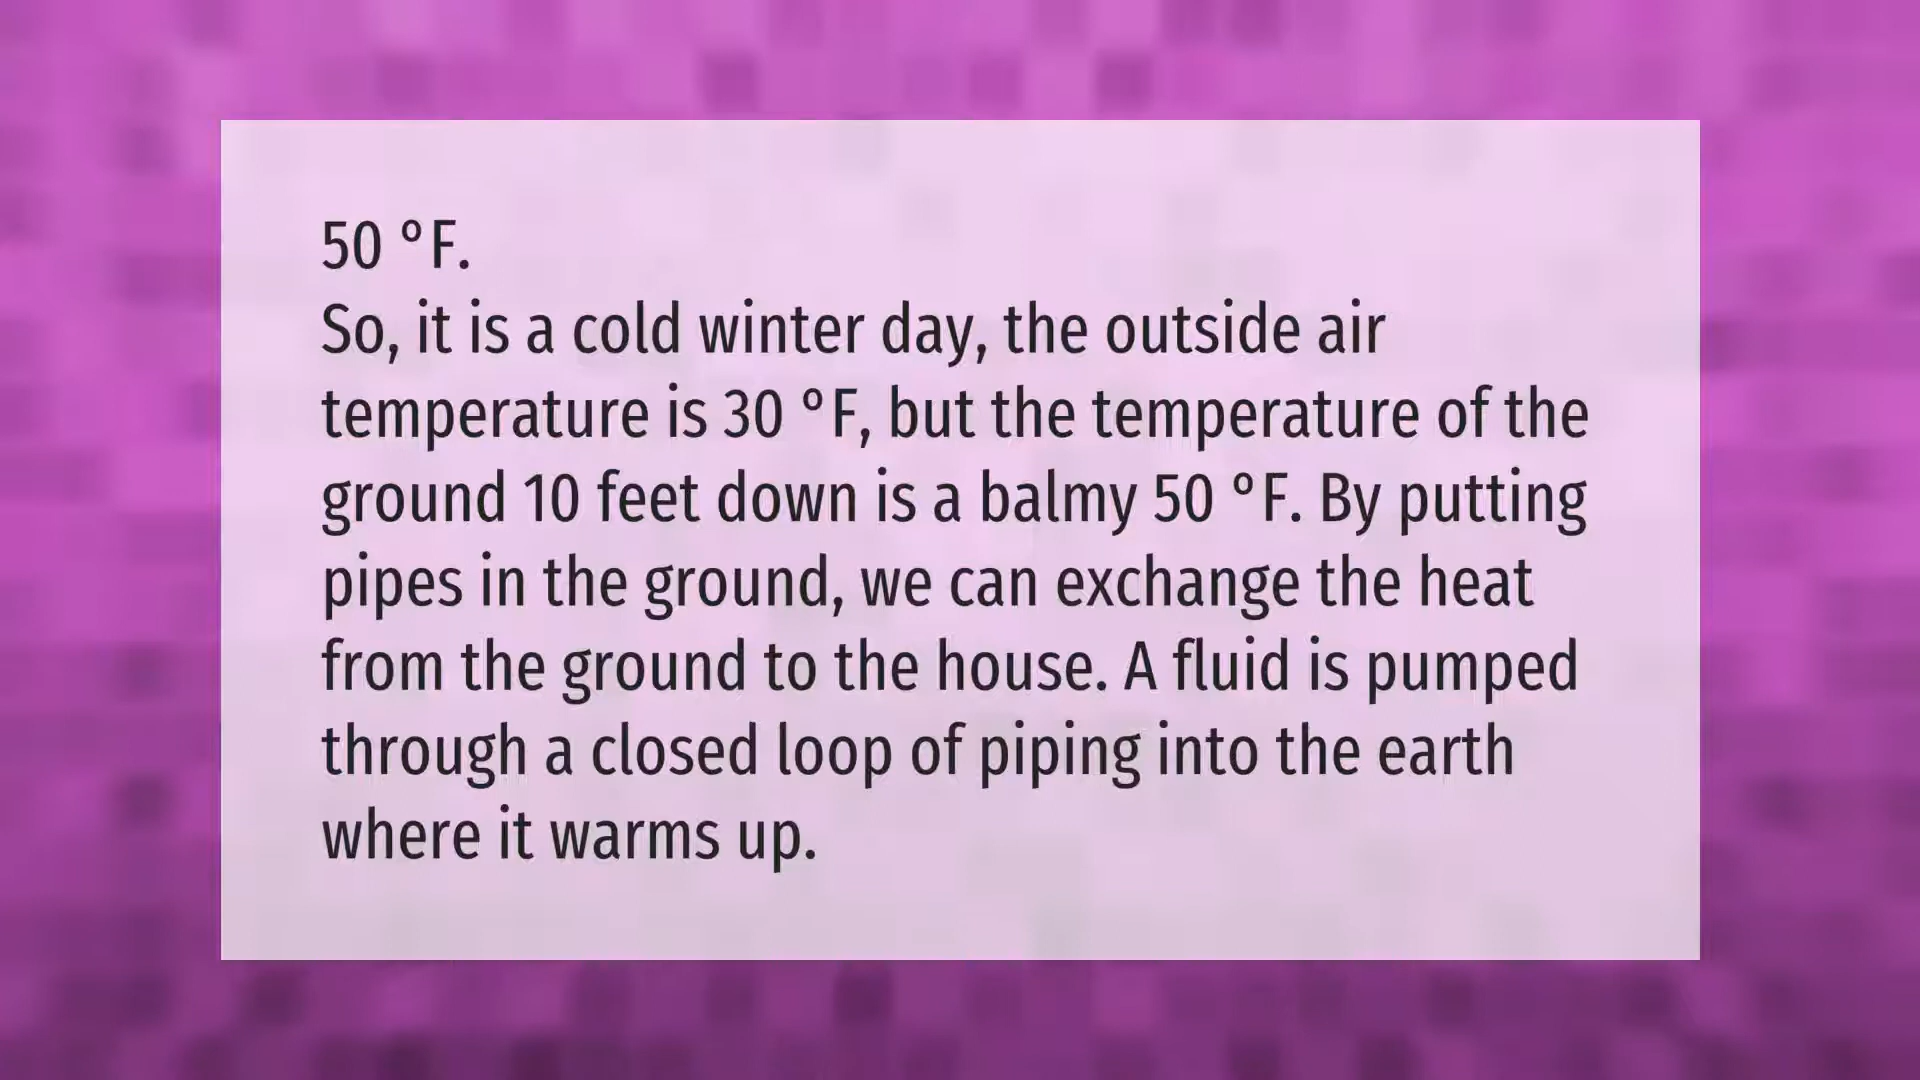 50 °F.
So, it is a cold winter day, the outside air
temperature is 30 °F, but the temperature of the
ground 10 feet down is a balmy 50 °F. By putting
pipes in the ground, we can exchange the heat
from the ground to the house. A fluid is pumped
through a closed loop of piping into the earth
where it warms up.